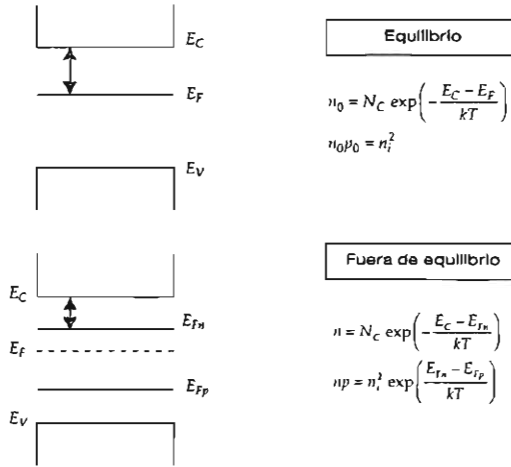 E_C
E_F
E_V
Equilibrio
n_0 = N_C exp(-(E_C - E_F)/kT)
n_0p_0 = n_i^2
E_C
E_Fn
E_F
E_Fp
E_V
Fuera de equilibrio
n = N_C exp(-(E_C - E_Fn)/kT)
np = n_i^2 exp((E_Fn - E_Fp)/kT)